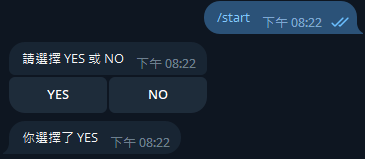 /start 下午 08:22
請選擇 YES 或 NO 下午 08:22
YES NO
你選擇了 YES 下午 08:22